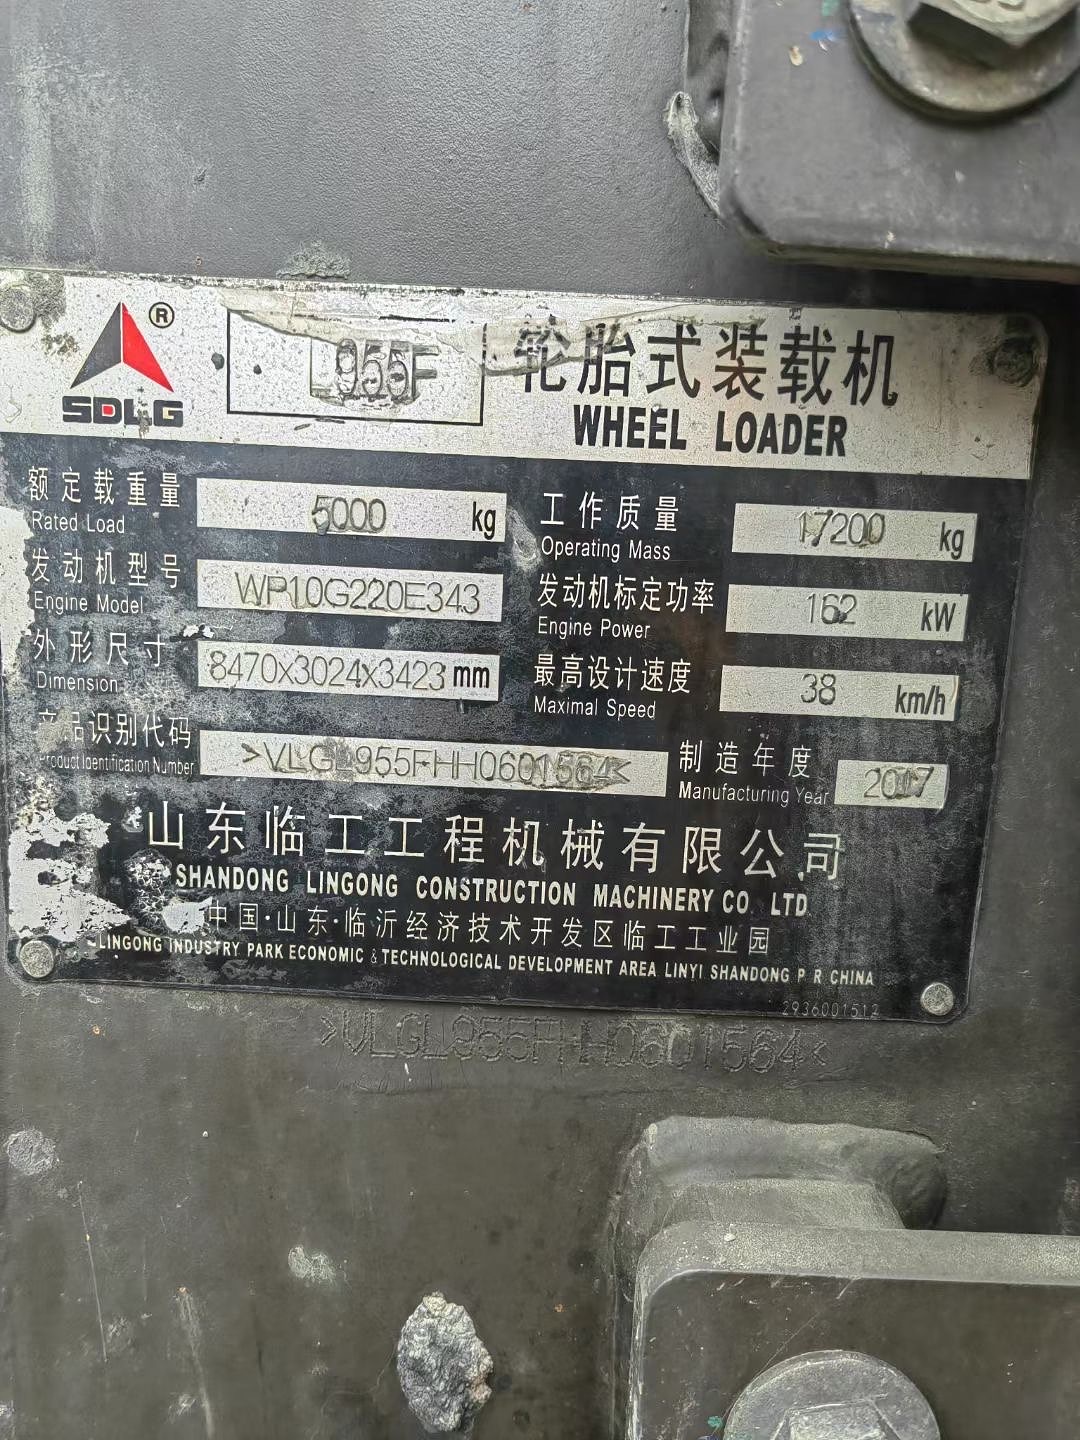 ®
SDLG
L955F
轮胎式装载机
WHEEL LOADER
额定载重量 5000 kg
Rated Load
工作质量 17200 kg
Operating Mass
发动机型号 WP10G220E343
Engine Model
发动机标定功率 162 kW
Engine Power
外形尺寸 8470x3024x3423 mm
Dimension
最高设计速度 38 km/h
Maximal Speed
产品识别代码 >VLGL955FHH0601564<
Product Identification Number
制造年度 2017
Manufacturing Year
山东临工工程机械有限公司
SHANDONG LINGONG CONSTRUCTION MACHINERY CO LTD
中国·山东·临沂经济技术开发区临工工业园
LINGONG INDUSTRY PARK ECONOMIC & TECHNOLOGICAL DEVELOPMENT AREA LINYI SHANDONG P R CHINA
2936001512
>VLGL955FHH0601564<